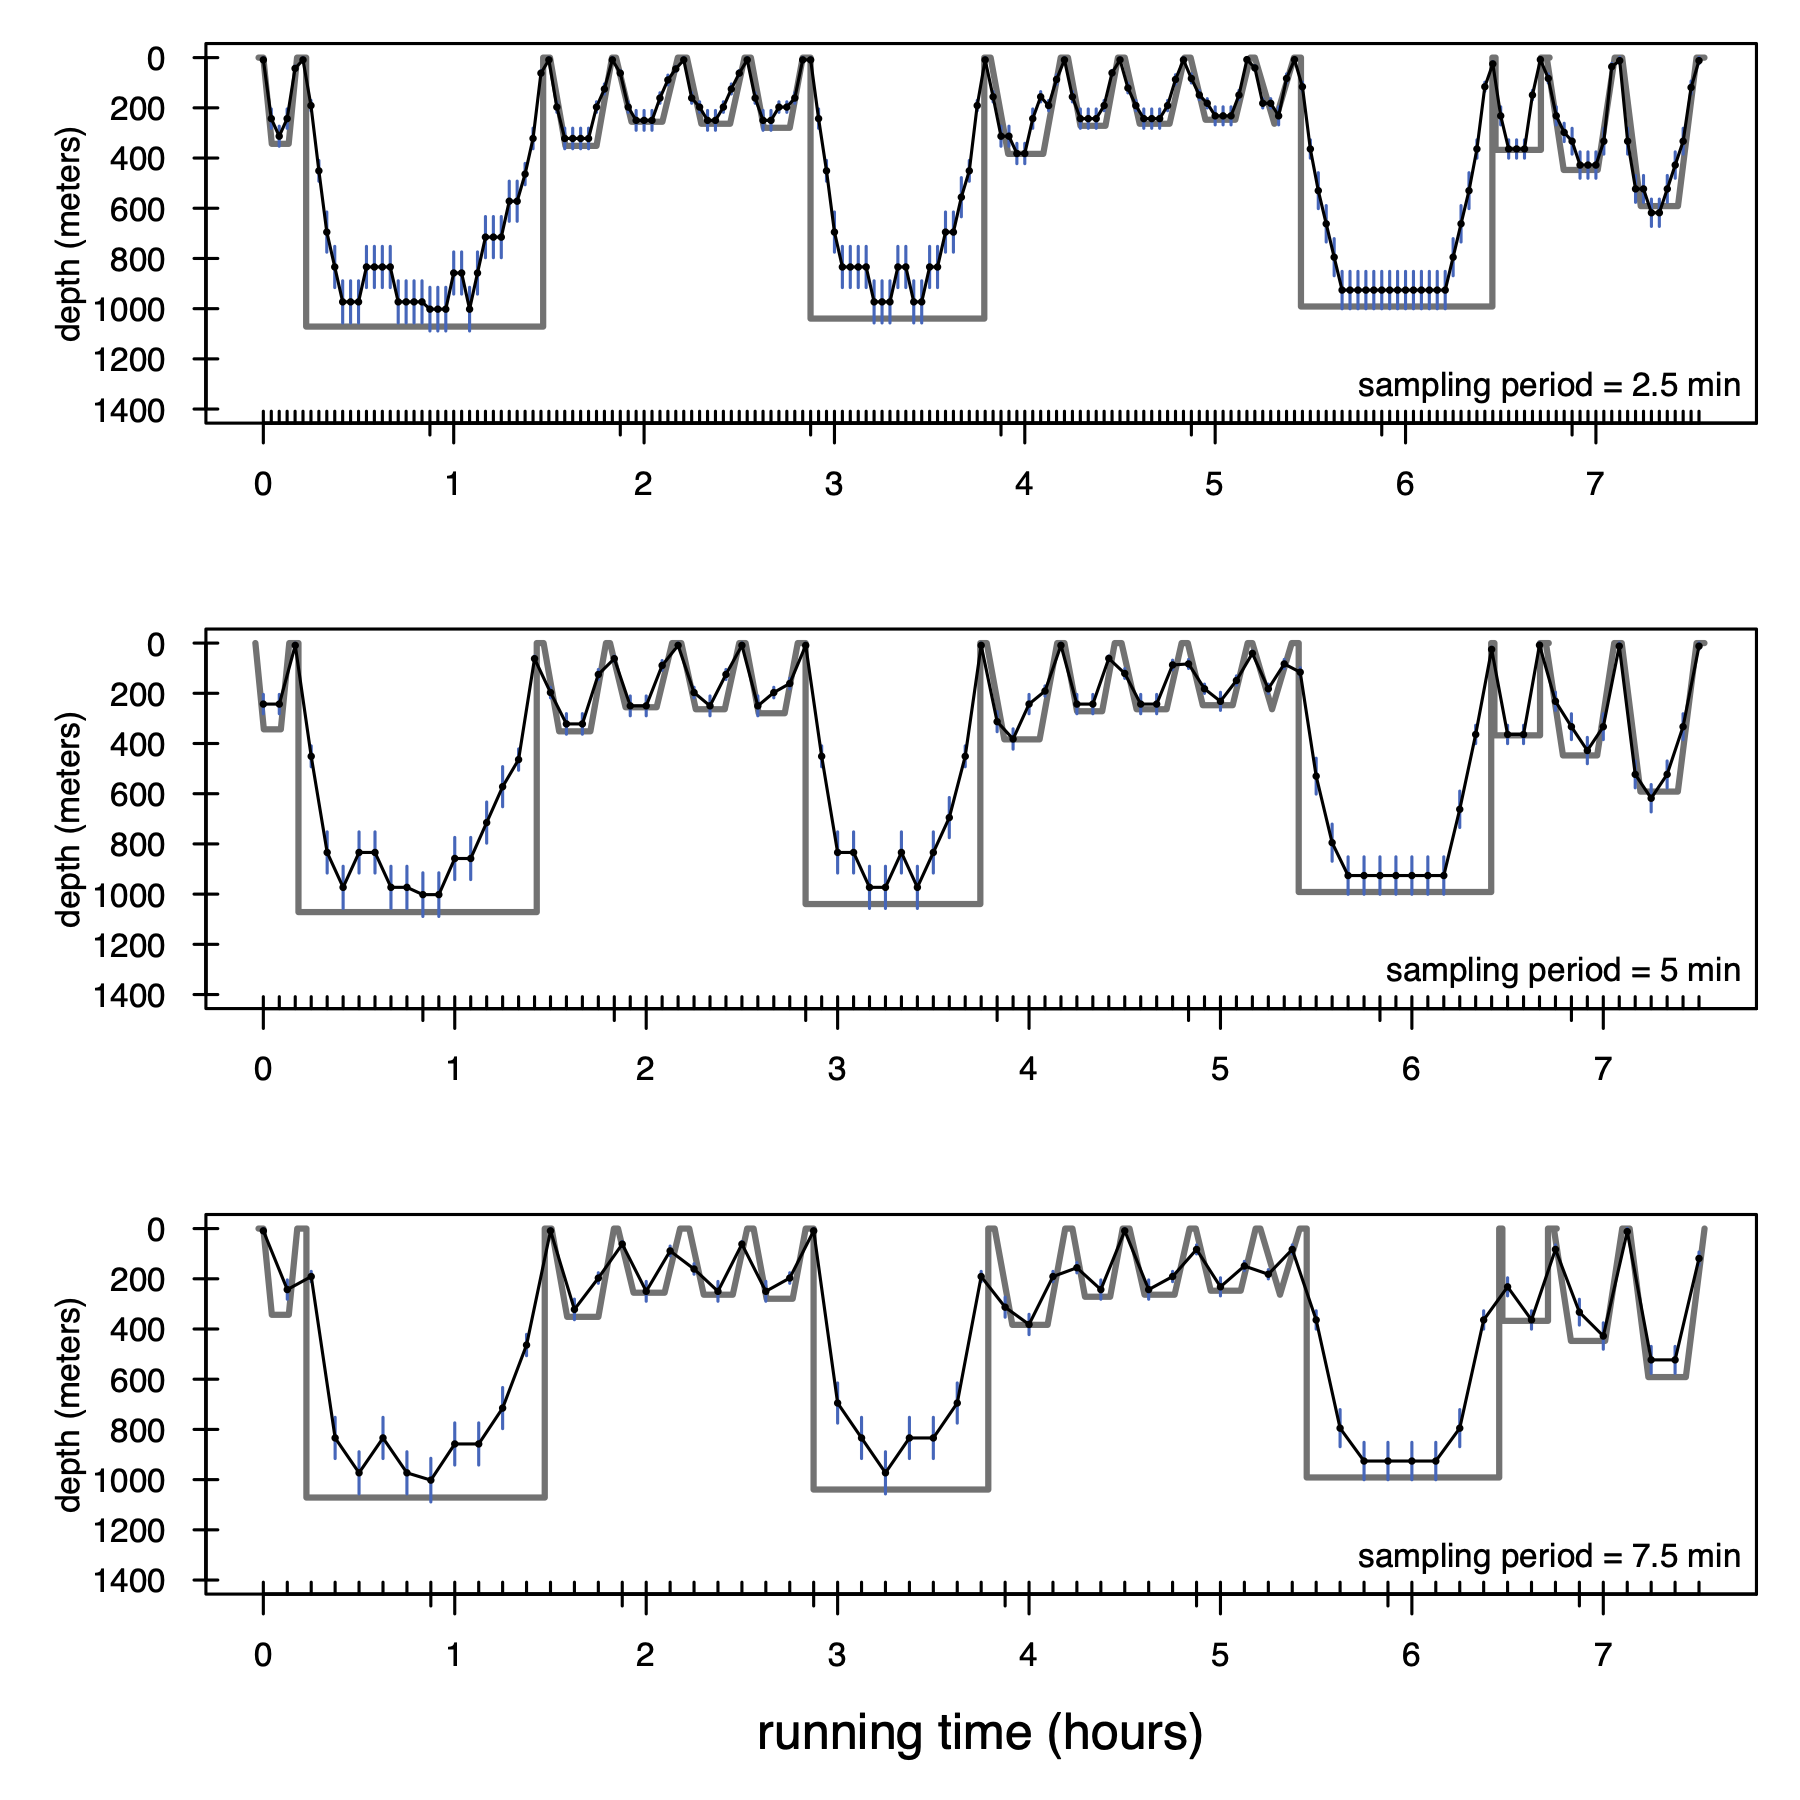 depth (meters)
0
200
400
600
800
1000
1200
1400
sampling period = 2.5 min
0 1 2 3 4 5 6 7
depth (meters)
0
200
400
600
800
1000
1200
1400
sampling period = 5 min
0 1 2 3 4 5 6 7
depth (meters)
0
200
400
600
800
1000
1200
1400
sampling period = 7.5 min
0 1 2 3 4 5 6 7
running time (hours)